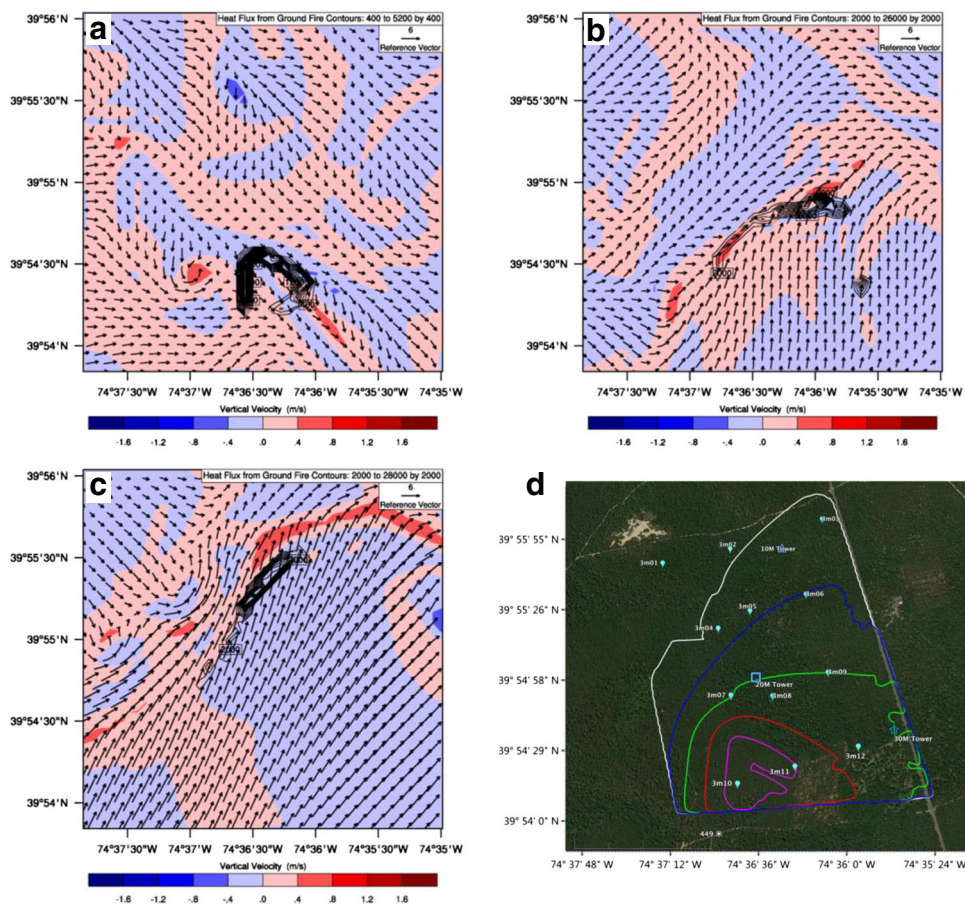 a
Heat Flux from Ground Fire Contours: 400 to 5200 by 400
6
Reference Vector
39°56' N
39°55'30"N
39°55' N
39°54'30"N
39°54' N
74°37'30"W
74°37' W
74°36'30"W
74°36' W
74°35'30"W
74°35' W
Vertical Velocity (m/s)
-1.6
-1.2
-.8
-.4
.0
.4
.8
1.2
1.6
b
Heat Flux from Ground Fire Contours: 2000 to 26000 by 2000
6
Reference Vector
39°56' N
39°55'30"N
39°55' N
39°54'30"N
39°54' N
74°37'30"W
74°37' W
74°36'30"W
74°36' W
74°35'30"W
74°35' W
Vertical Velocity (m/s)
-1.6
-1.2
-.8
-.4
.0
.4
.8
1.2
1.6
c
Heat Flux from Ground Fire Contours: 2000 to 28000 by 2000
6
Reference Vector
39°56' N
39°55'30"N
39°55' N
39°54'30"N
39°54' N
2000
74°37'30"W
74°37' W
74°36'30"W
74°36' W
74°35'30"W
74°35' W
Vertical Velocity (m/s)
-1.6
-1.2
-.8
-.4
.0
.4
.8
1.2
1.6
d
39° 55'55" N
39° 55'26" N
39° 54'58" N
39° 54'29" N
39° 54' 0" N
3m03
3m02
10M Tower
3m01
3m06
3m05
3m04
3m09
20M Tower
3m07
3m08
30M Tower
3m12
3m11
3m10
449 米
74° 37' 48" W
74° 37' 12" W
74° 36' 36" W
74° 36' 0" W
74° 35' 24" W